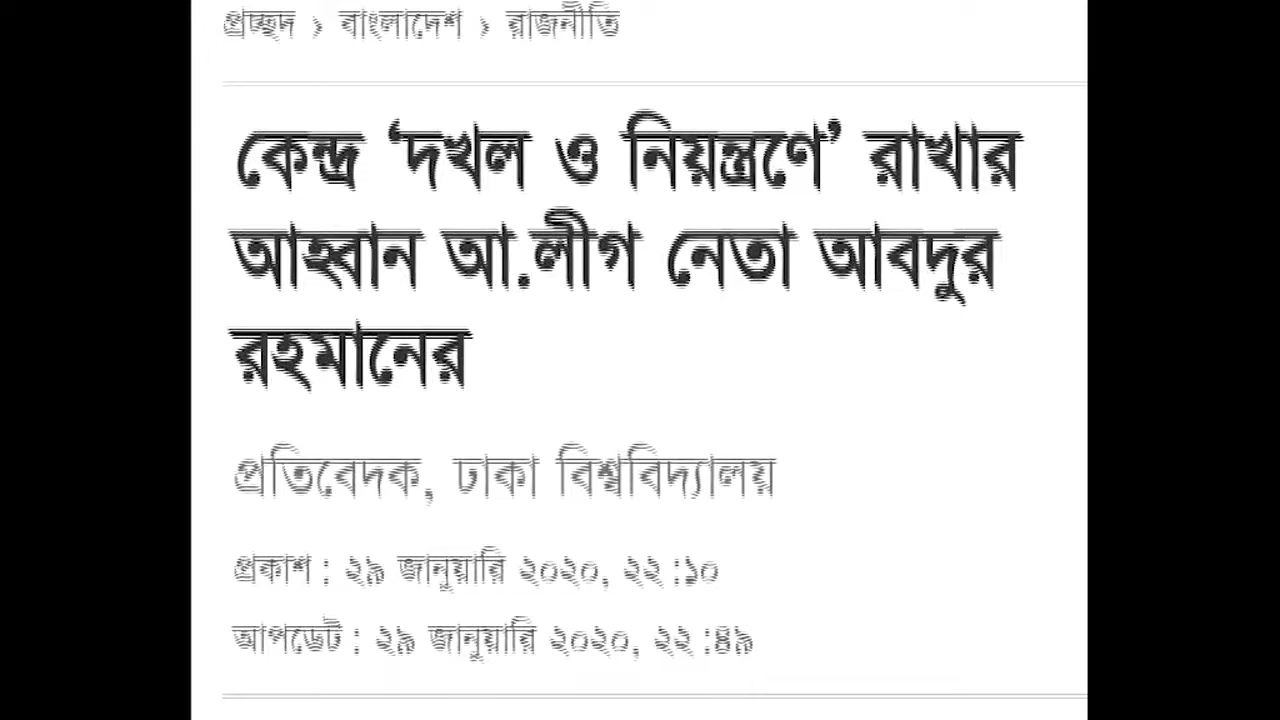 প্রচ্ছদ › বাংলাদেশ › রাজনীতি
কেন্দ্র ‘দখল ও নিয়ন্ত্রণে’ রাখার
আহ্বান আ.লীগ নেতা আবদুর
রহমানের
প্রতিবেদক, ঢাকা বিশ্ববিদ্যালয়
প্রকাশ : ২৯ জানুয়ারি ২০২০, ২২ :১০
আপডেট : ২৯ জানুয়ারি ২০২০, ২২ :৪৯